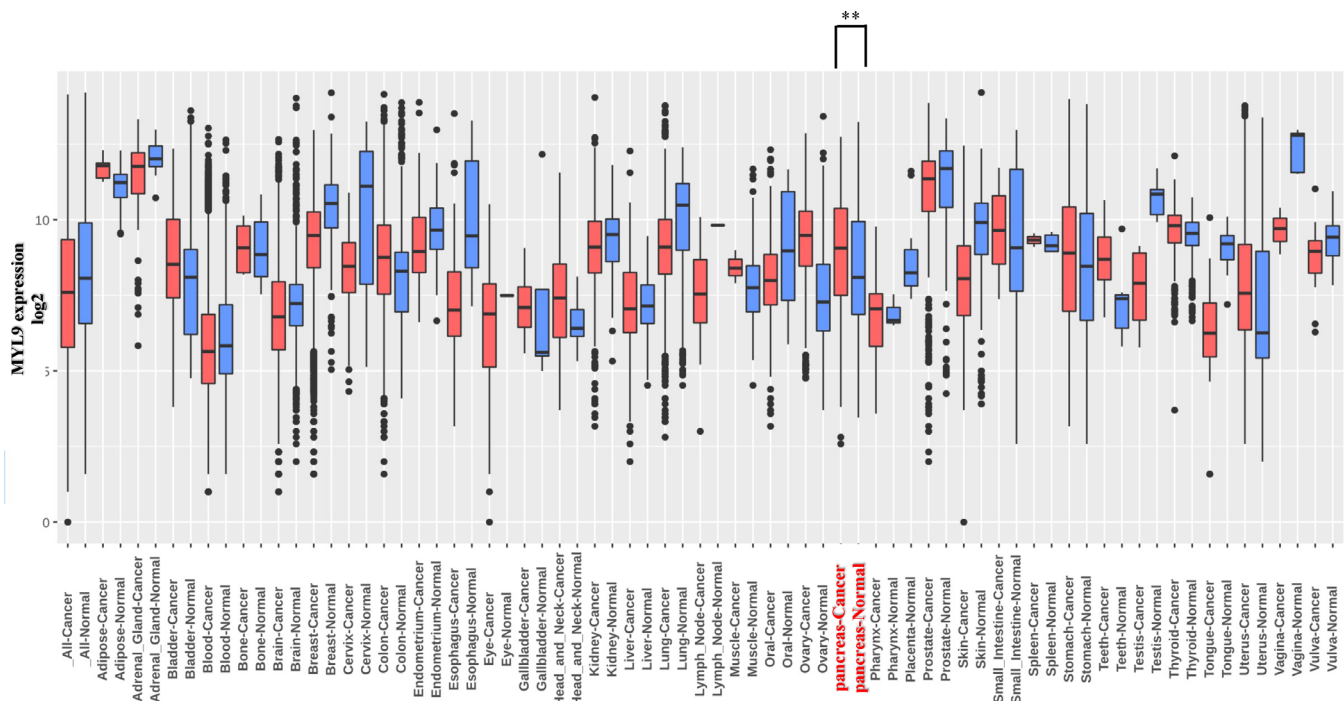 **
MYL9 expression
log2
10
5
0
_All-Cancer
_All-Normal
Adipose-Cancer
Adipose-Normal
Adrenal_Gland-Cancer
Adrenal_Gland-Normal
Bladder-Cancer
Bladder-Normal
Blood-Cancer
Blood-Normal
Bone-Cancer
Bone-Normal
Brain-Cancer
Brain-Normal
Breast-Cancer
Breast-Normal
Cervix-Cancer
Cervix-Normal
Colon-Cancer
Colon-Normal
Endometrium-Cancer
Endometrium-Normal
Esophagus-Cancer
Esophagus-Normal
Eye-Cancer
Eye-Normal
Gallbladder-Cancer
Gallbladder-Normal
Head_and_Neck-Cancer
Head_and_Neck-Normal
Kidney-Cancer
Kidney-Normal
Liver-Cancer
Liver-Normal
Lung-Cancer
Lung-Normal
Lymph_Node-Cancer
Lymph_Node-Normal
Muscle-Cancer
Muscle-Normal
Oral-Cancer
Oral-Normal
Ovary-Cancer
Ovary-Normal
pancreas-Cancer
pancreas-Normal
Pharynx-Cancer
Pharynx-Normal
Placenta-Normal
Prostate-Cancer
Prostate-Normal
Skin-Cancer
Skin-Normal
Small_Intestine-Cancer
Small_Intestine-Normal
Spleen-Cancer
Spleen-Normal
Stomach-Cancer
Stomach-Normal
Teeth-Cancer
Teeth-Normal
Testis-Cancer
Testis-Normal
Thyroid-Cancer
Thyroid-Normal
Tongue-Cancer
Tongue-Normal
Uterus-Cancer
Uterus-Normal
Vagina-Cancer
Vagina-Normal
Vulva-Cancer
Vulva-Normal